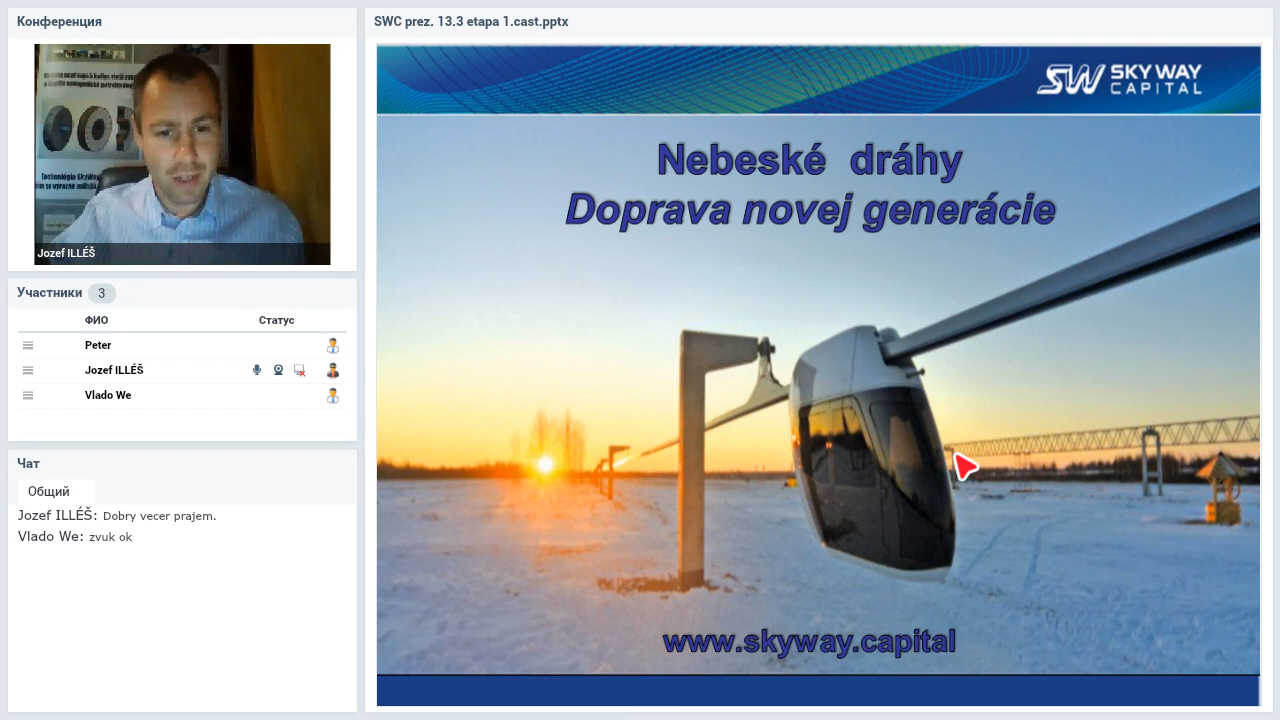 Конференция
Jozef ILLÉŠ
Участники 3
ФИО Статус
Peter
Jozef ILLÉŠ
Vlado We
Чат
Общий
Jozef ILLÉŠ: Dobry vecer prajem.
Vlado We: zvuk ok
SWC prez. 13.3 etapa 1.cast.pptx
SW SKY WAY
CAPITAL
Nebeské dráhy
Doprava novej generácie
www.skyway.capital